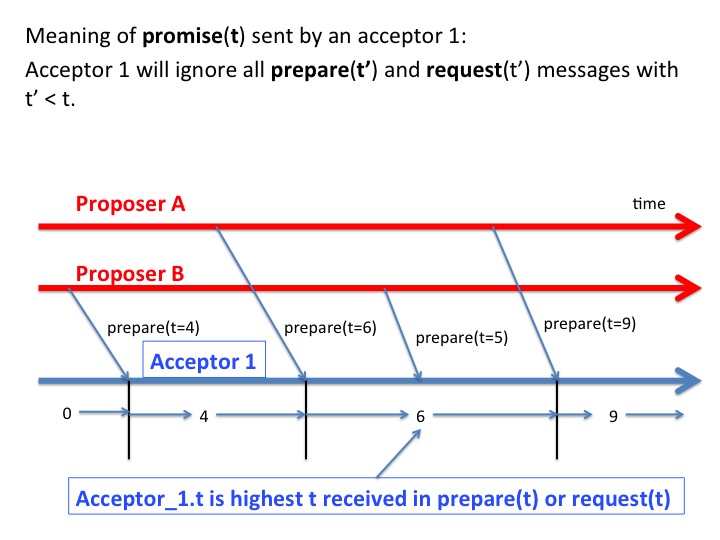 Meaning of promise(t) sent by an acceptor 1:
Acceptor 1 will ignore all prepare(t’) and request(t’) messages with
t’ < t.
Proposer A
time
Proposer B
prepare(t=4)
prepare(t=6)
prepare(t=5)
prepare(t=9)
Acceptor 1
0
4
6
9
Acceptor_1.t is highest t received in prepare(t) or request(t)